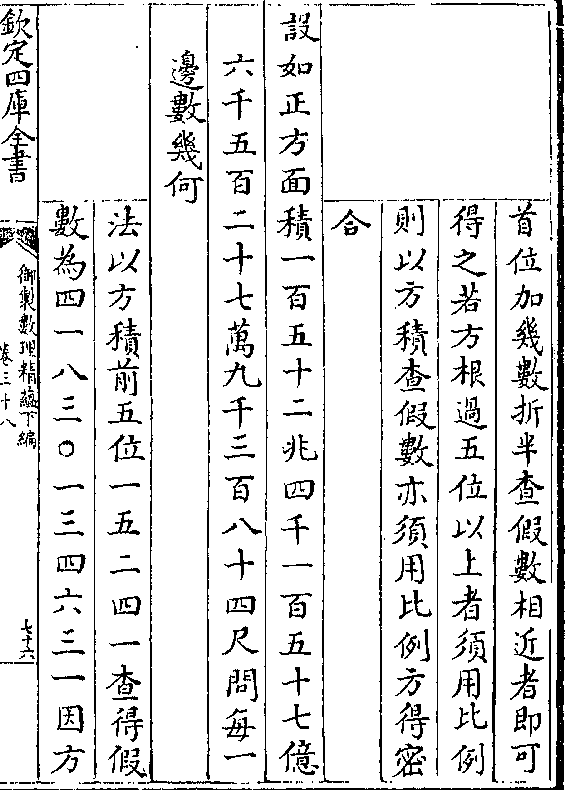 首位加幾數折半查假數相近者即可
得之若方根過五位以上者須用比例
則以方積查假數亦須用比例方得密
合
設如正方面積一百五十二兆四千一百五十七億
六千五百二十七萬九千三百八十四尺問每一
邊數幾何
法以方積前五位一五二四一查得假
數為四一八三〇一三四六三一因方
欽定四庫全書
御製數理精藴下編
卷三十八
七十六